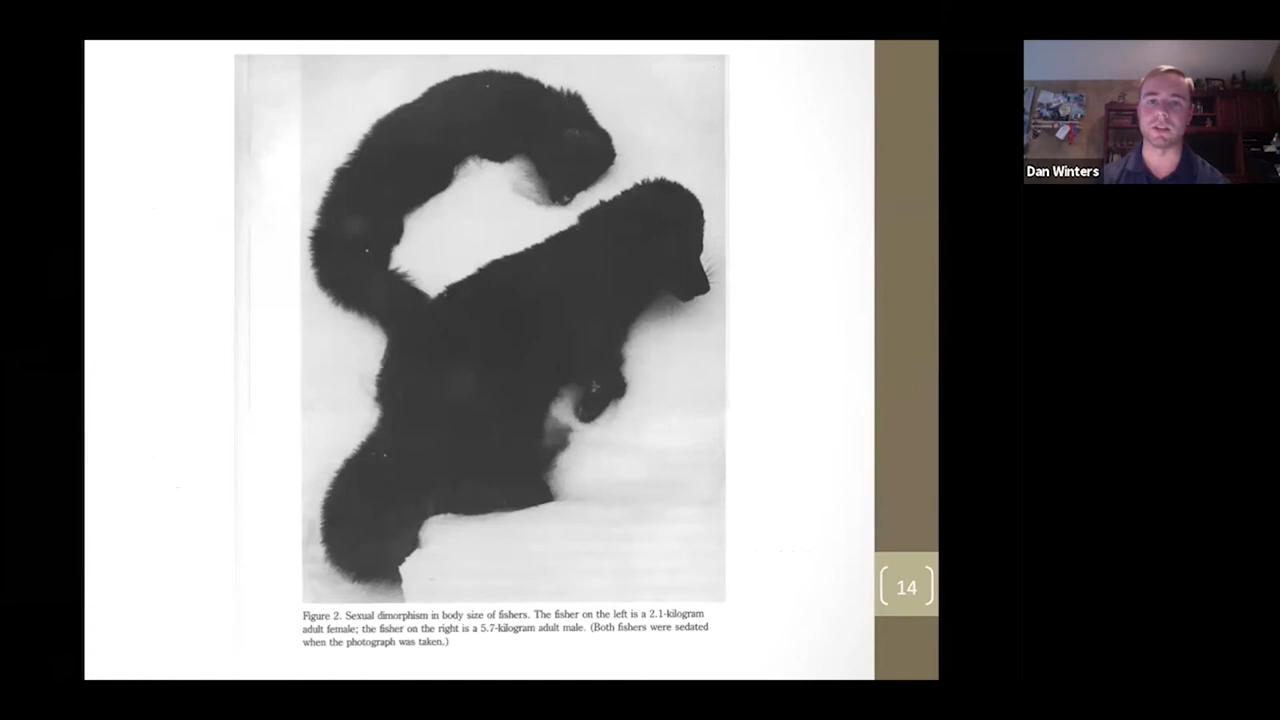 Dan Winters
14
Figure 2. Sexual dimorphism in body size of fishers. The fisher on the left is a 2.1-kilogram
adult female; the fisher on the right is a 5.7-kilogram adult male. (Both fishers were sedated
when the photograph was taken.)